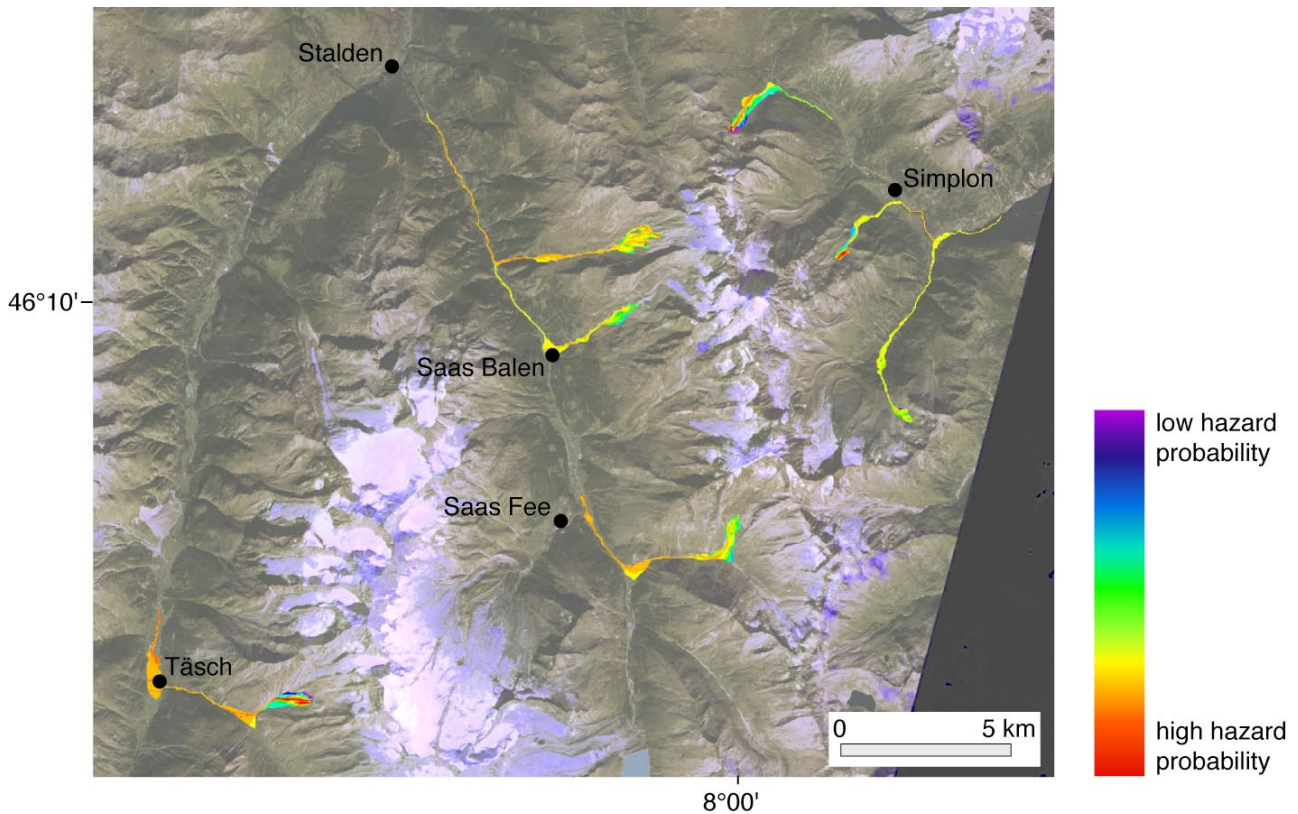 Stalden
Simplon
46°10'
Saas Balen
low hazard
probability
Saas Fee
Täsch
0 5 km
high hazard
probability
8°00'